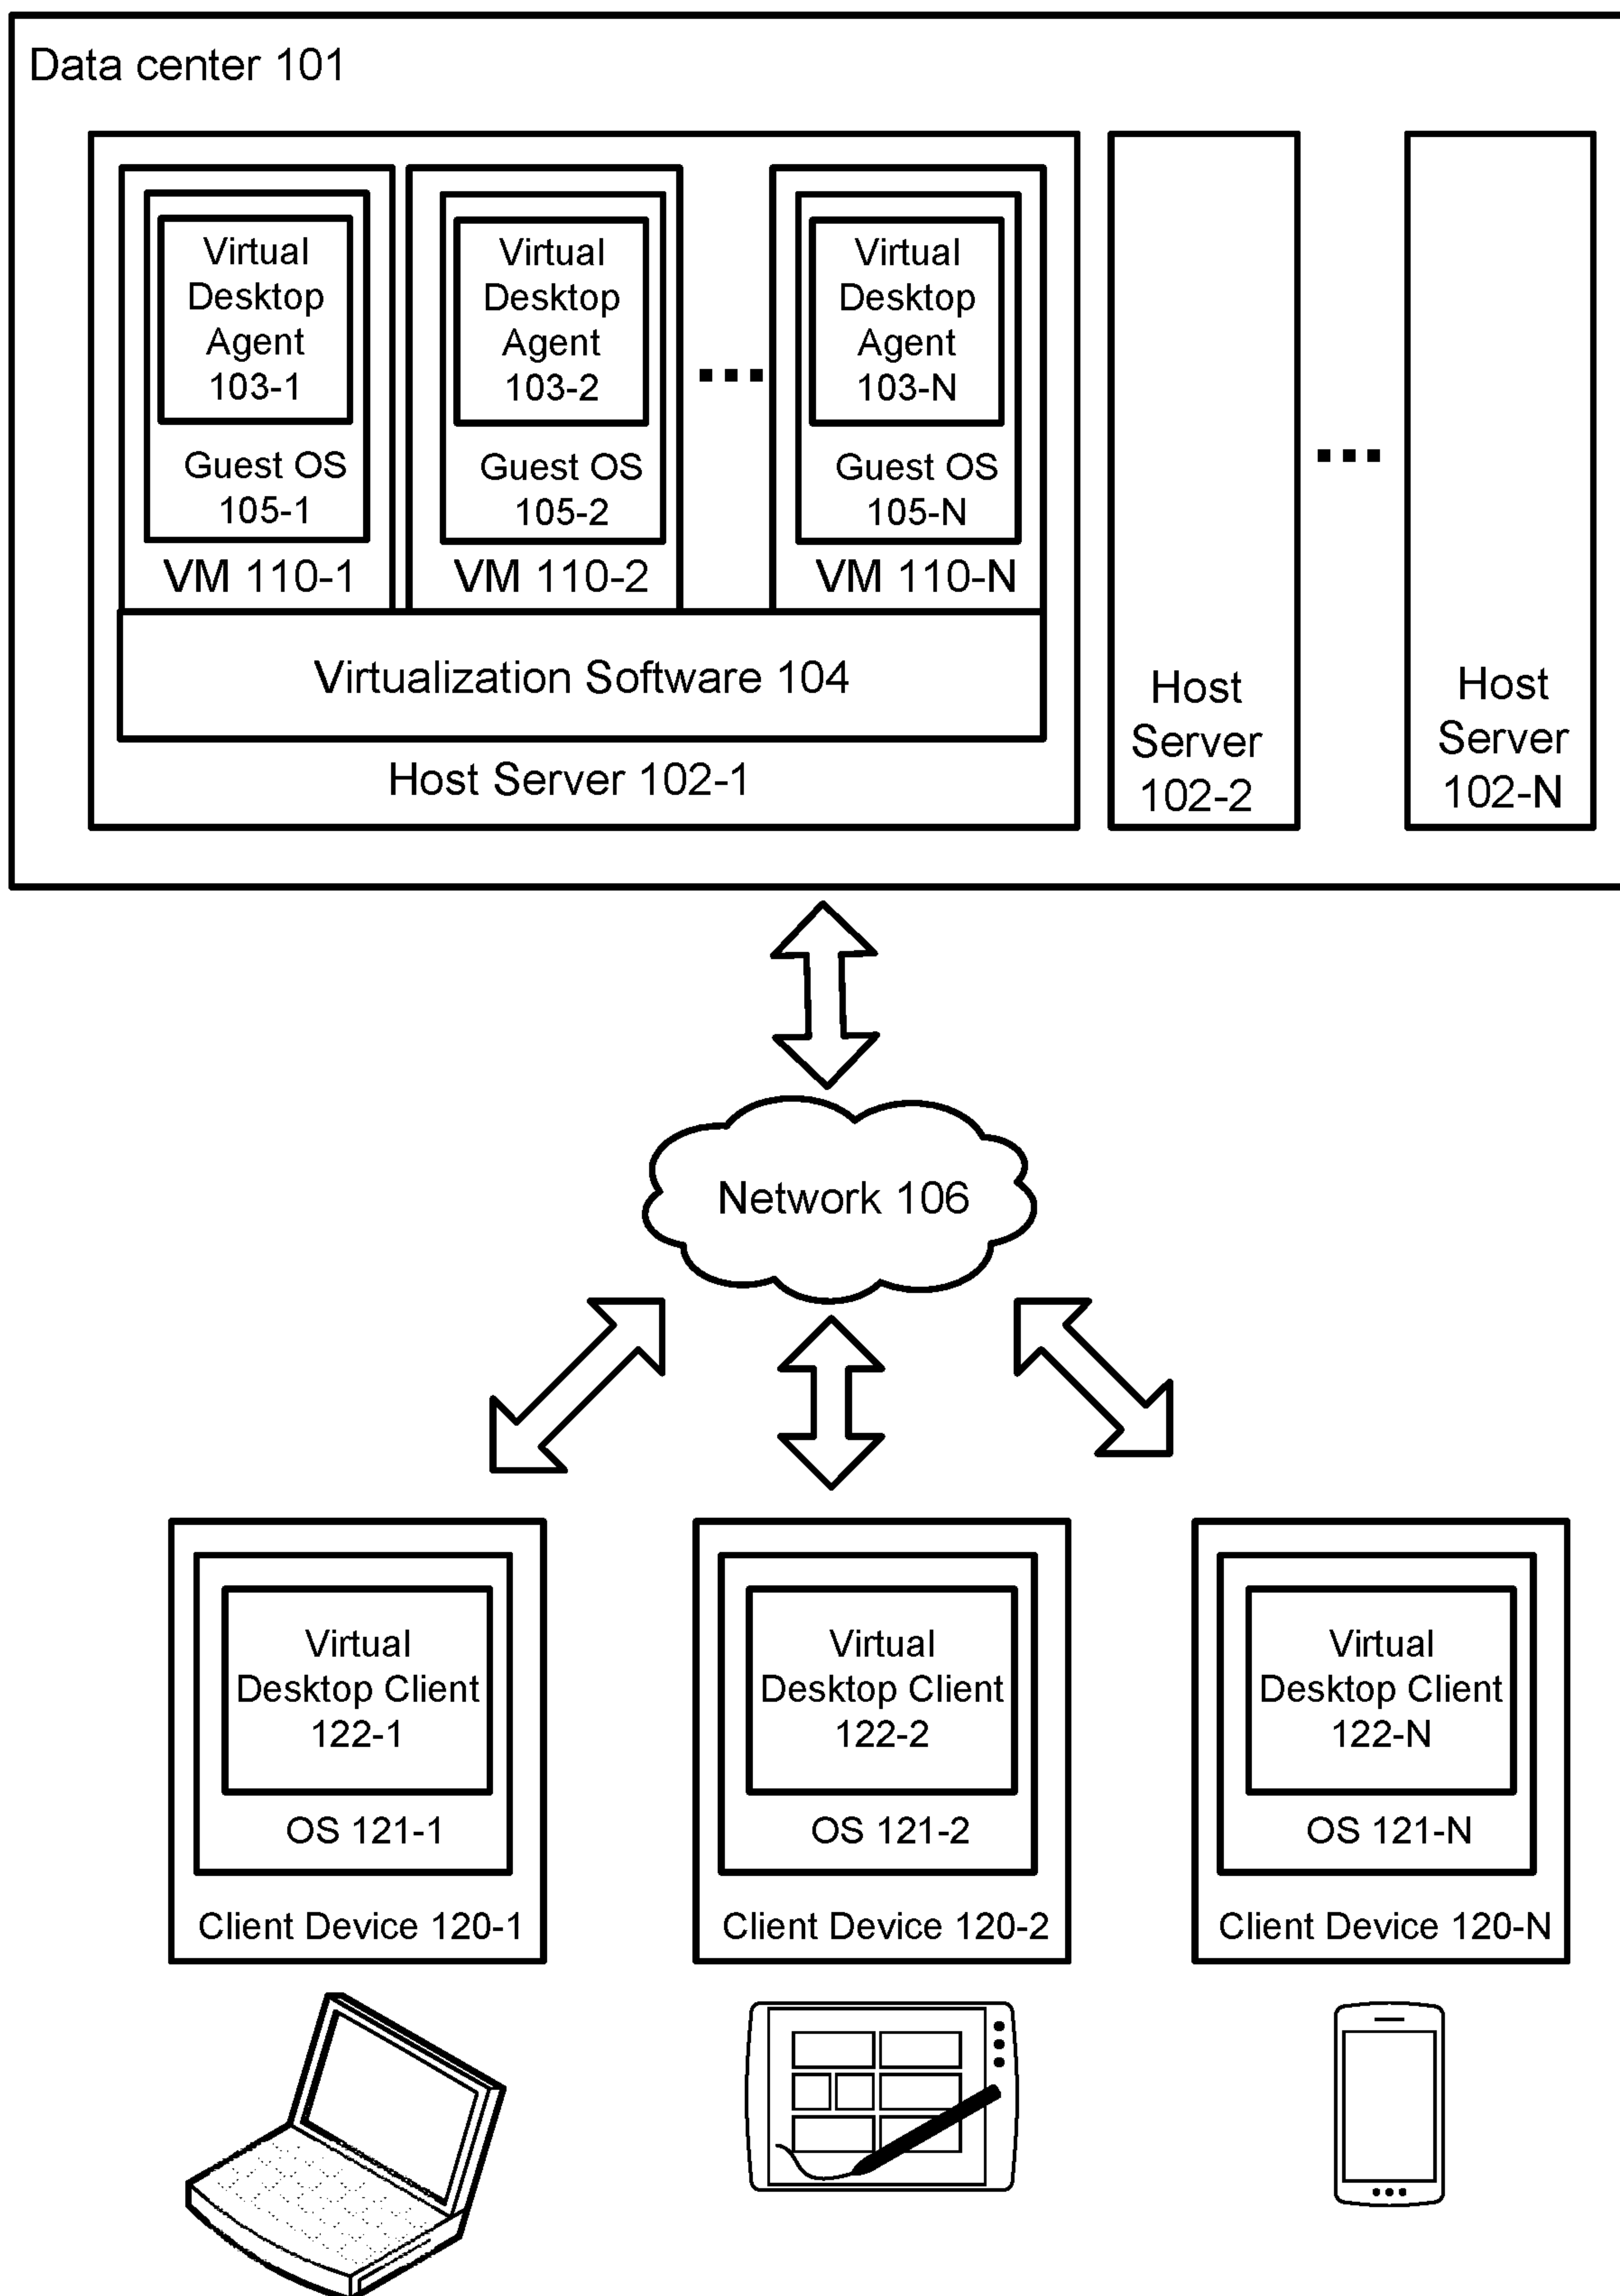 Data center 101
Virtual
Desktop
Agent
103-1
Guest OS
105-1
VM 110-1
Virtual
Desktop
Agent
103-2
Guest OS
105-2
VM 110-2
Virtual
Desktop
Agent
103-N
Guest OS
105-N
VM 110-N
Virtualization Software 104
Host Server 102-1
Host
Server
102-2
Host
Server
102-N
Network 106
Virtual
Desktop Client
122-1
OS 121-1
Client Device 120-1
Virtual
Desktop Client
122-2
OS 121-2
Client Device 120-2
Virtual
Desktop Client
122-N
OS 121-N
Client Device 120-N